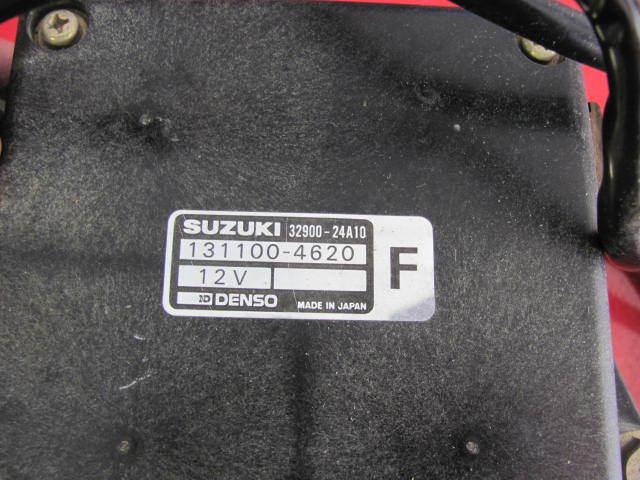 SUZUKI 32900-24A10
131100-4620
12V
F
DENSO MADE IN JAPAN